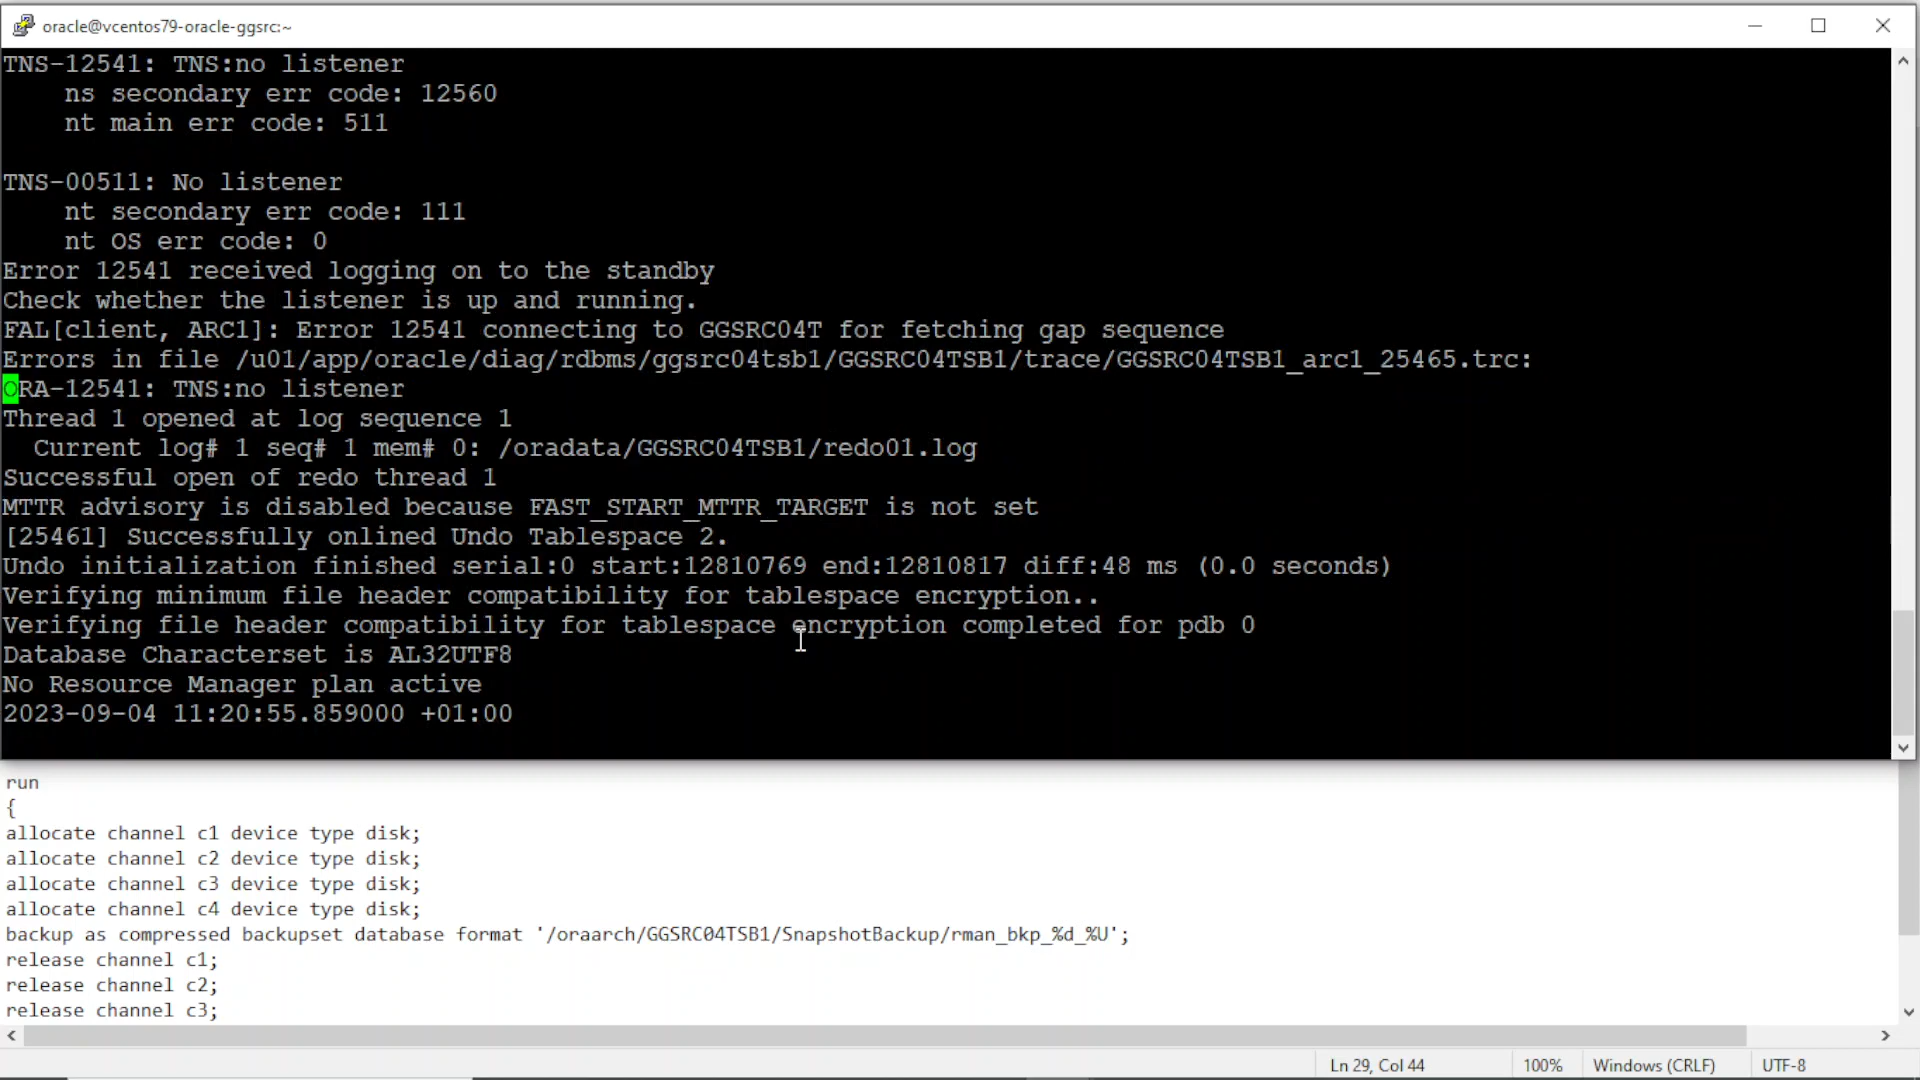 oracle@vcentos79-oracle-ggsrc:~
TNS-12541: TNS:no listener
ns secondary err code: 12560
nt main err code: 511
TNS-00511: No listener
nt secondary err code: 111
nt OS err code: 0
Error 12541 received logging on to the standby
Check whether the listener is up and running.
FAL[client, ARC1]: Error 12541 connecting to GGSRC04T for fetching gap sequence
Errors in file /u01/app/oracle/diag/rdbms/ggsrc04tsb1/GGSRC04TSB1/trace/GGSRC04TSB1_arc1_25465.trc:
ORA-12541: TNS:no listener
Thread 1 opened at log sequence 1
Current log# 1 seq# 1 mem# 0: /oradata/GGSRC04TSB1/redo01.log
Successful open of redo thread 1
MTTR advisory is disabled because FAST_START_MTTR_TARGET is not set
[25461] Successfully onlined Undo Tablespace 2.
Undo initialization finished serial:0 start:12810769 end:12810817 diff:48 ms (0.0 seconds)
Verifying minimum file header compatibility for tablespace encryption..
Verifying file header compatibility for tablespace encryption completed for pdb 0
Database Characterset is AL32UTF8
No Resource Manager plan active
2023-09-04 11:20:55.859000 +01:00
run
{
allocate channel c1 device type disk;
allocate channel c2 device type disk;
allocate channel c3 device type disk;
allocate channel c4 device type disk;
backup as compressed backupset database format '/oraarch/GGSRC04TSB1/SnapshotBackup/rman_bkp_%d_%U';
release channel c1;
release channel c2;
release channel c3;
Ln 29, Col 44 100% Windows (CRLF) UTF-8